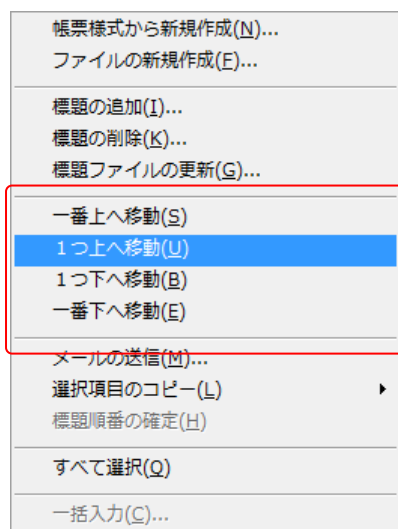 帳票様式から新規作成(N)...
ファイルの新規作成(F)...
標題の追加(I)...
標題の削除(K)...
標題ファイルの更新(G)...
一番上へ移動(S)
１つ上へ移動(U)
１つ下へ移動(B)
一番下へ移動(E)
メールの送信(M)...
選択項目のコピー(L)
標題順番の確定(H)
すべて選択(Q)
一括入力(C)...